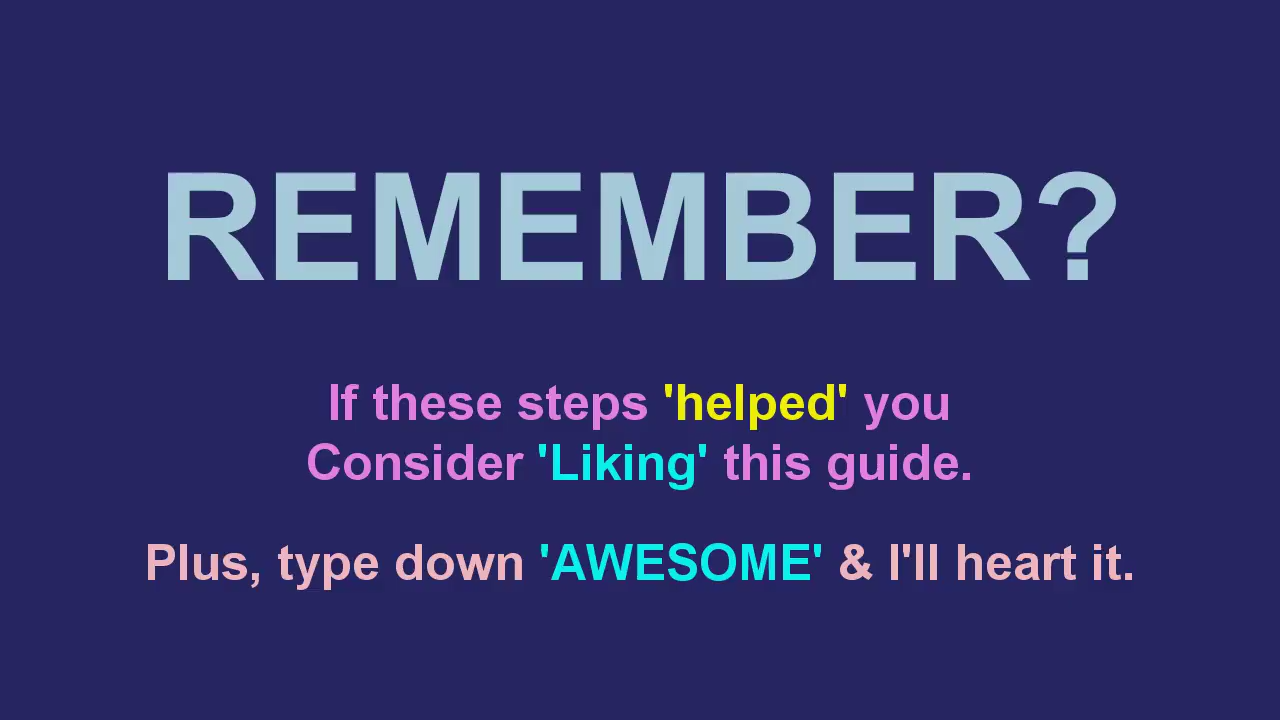 REMEMBER?
If these steps 'helped' you
Consider 'Liking' this guide.
Plus, type down 'AWESOME' & I'll heart it.